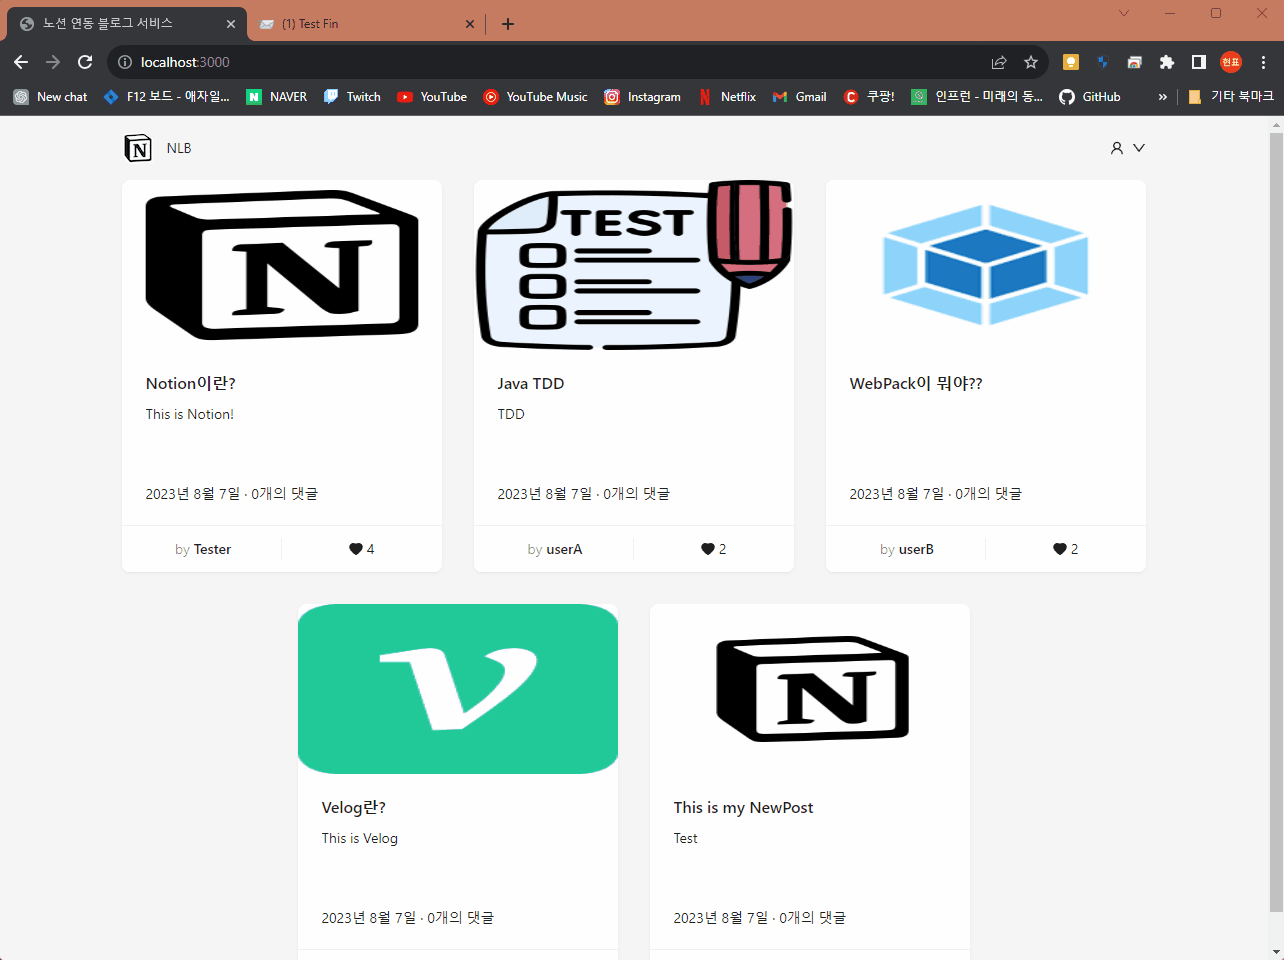 노션 연동 블로그 서비스
(1) Test Fin
localhost:3000
현표
New chat
F12 보드 - 애자일...
NAVER
Twitch
YouTube
YouTube Music
Instagram
Netflix
Gmail
쿠팡!
인프런 - 미래의 동...
GitHub
»
기타 북마크
N
NLB
N
TEST
Notion이란?
This is Notion!
2023년 8월 7일 · 0개의 댓글
by Tester
4
Java TDD
TDD
2023년 8월 7일 · 0개의 댓글
by userA
2
WebPack이 뭐야??
2023년 8월 7일 · 0개의 댓글
by userB
2
v
Velog란?
This is Velog
2023년 8월 7일 · 0개의 댓글
N
This is my NewPost
Test
2023년 8월 7일 · 0개의 댓글